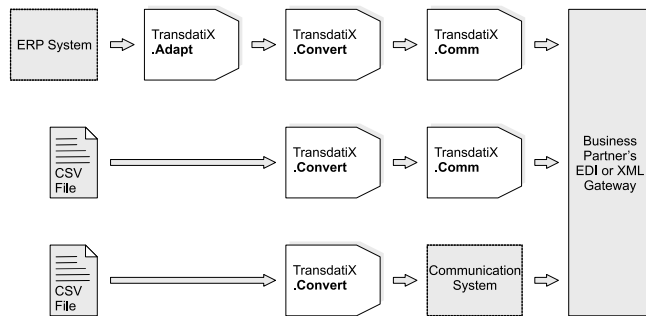 ERP System
TransdatiX
.Adapt
TransdatiX
.Convert
TransdatiX
.Comm
CSV
File
TransdatiX
.Convert
TransdatiX
.Comm
Business
Partner's
EDI or XML
Gateway
CSV
File
TransdatiX
.Convert
Communication
System